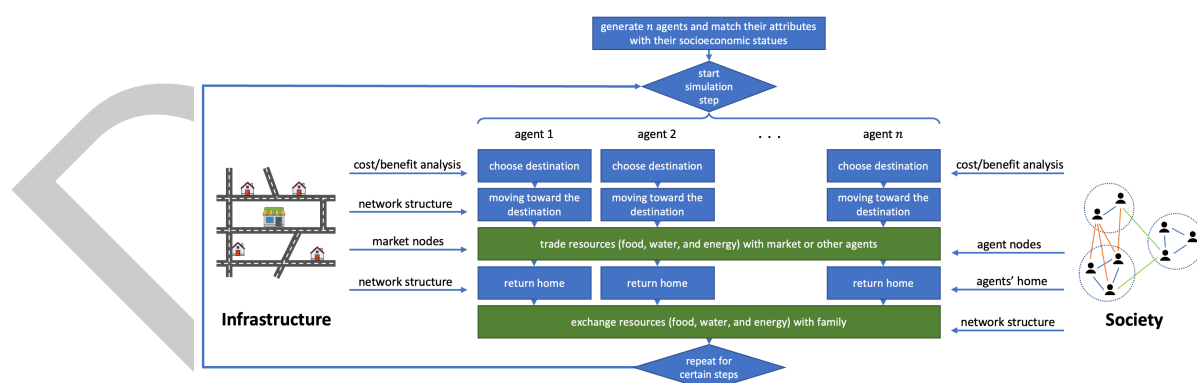 generate n agents and match their attributes
with their socioeconomic statues
start
simulation
step
agent 1
agent 2
. . .
agent n
cost/benefit analysis
choose destination
choose destination
choose destination
cost/benefit analysis
network structure
moving toward the
destination
moving toward the
destination
moving toward the
destination
market nodes
trade resources (food, water, and energy) with market or other agents
agent nodes
network structure
return home
return home
return home
agents’ home
Infrastructure
exchange resources (food, water, and energy) with family
network structure
Society
repeat for
certain steps